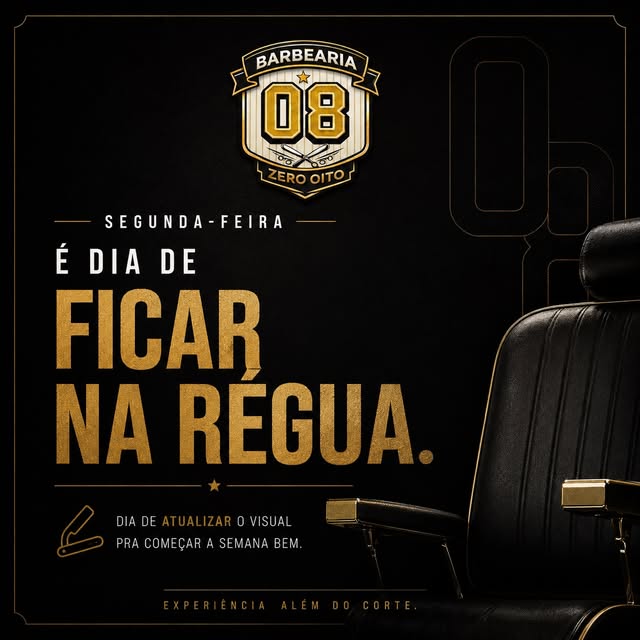 BARBEARIA
08
ZERO OITO
SEGUNDA-FEIRA
É DIA DE
FICAR
NA RÉGUA.
DIA DE ATUALIZAR O VISUAL
PRA COMEÇAR A SEMANA BEM.
EXPERIÊNCIA ALÉM DO CORTE.